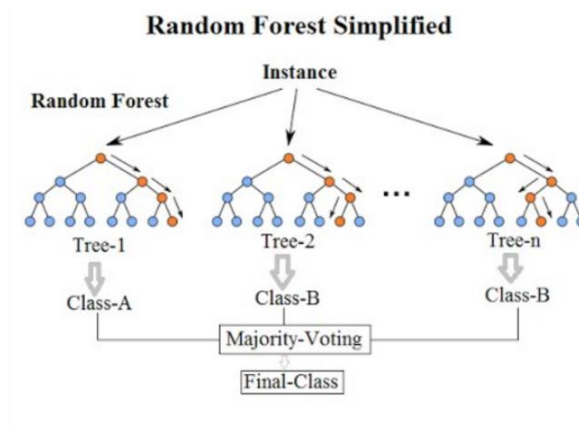 Random Forest Simplified
Instance
Random Forest
...
Tree-1
Tree-2
Tree-n
Class-A
Class-B
Class-B
Majority-Voting
Final-Class